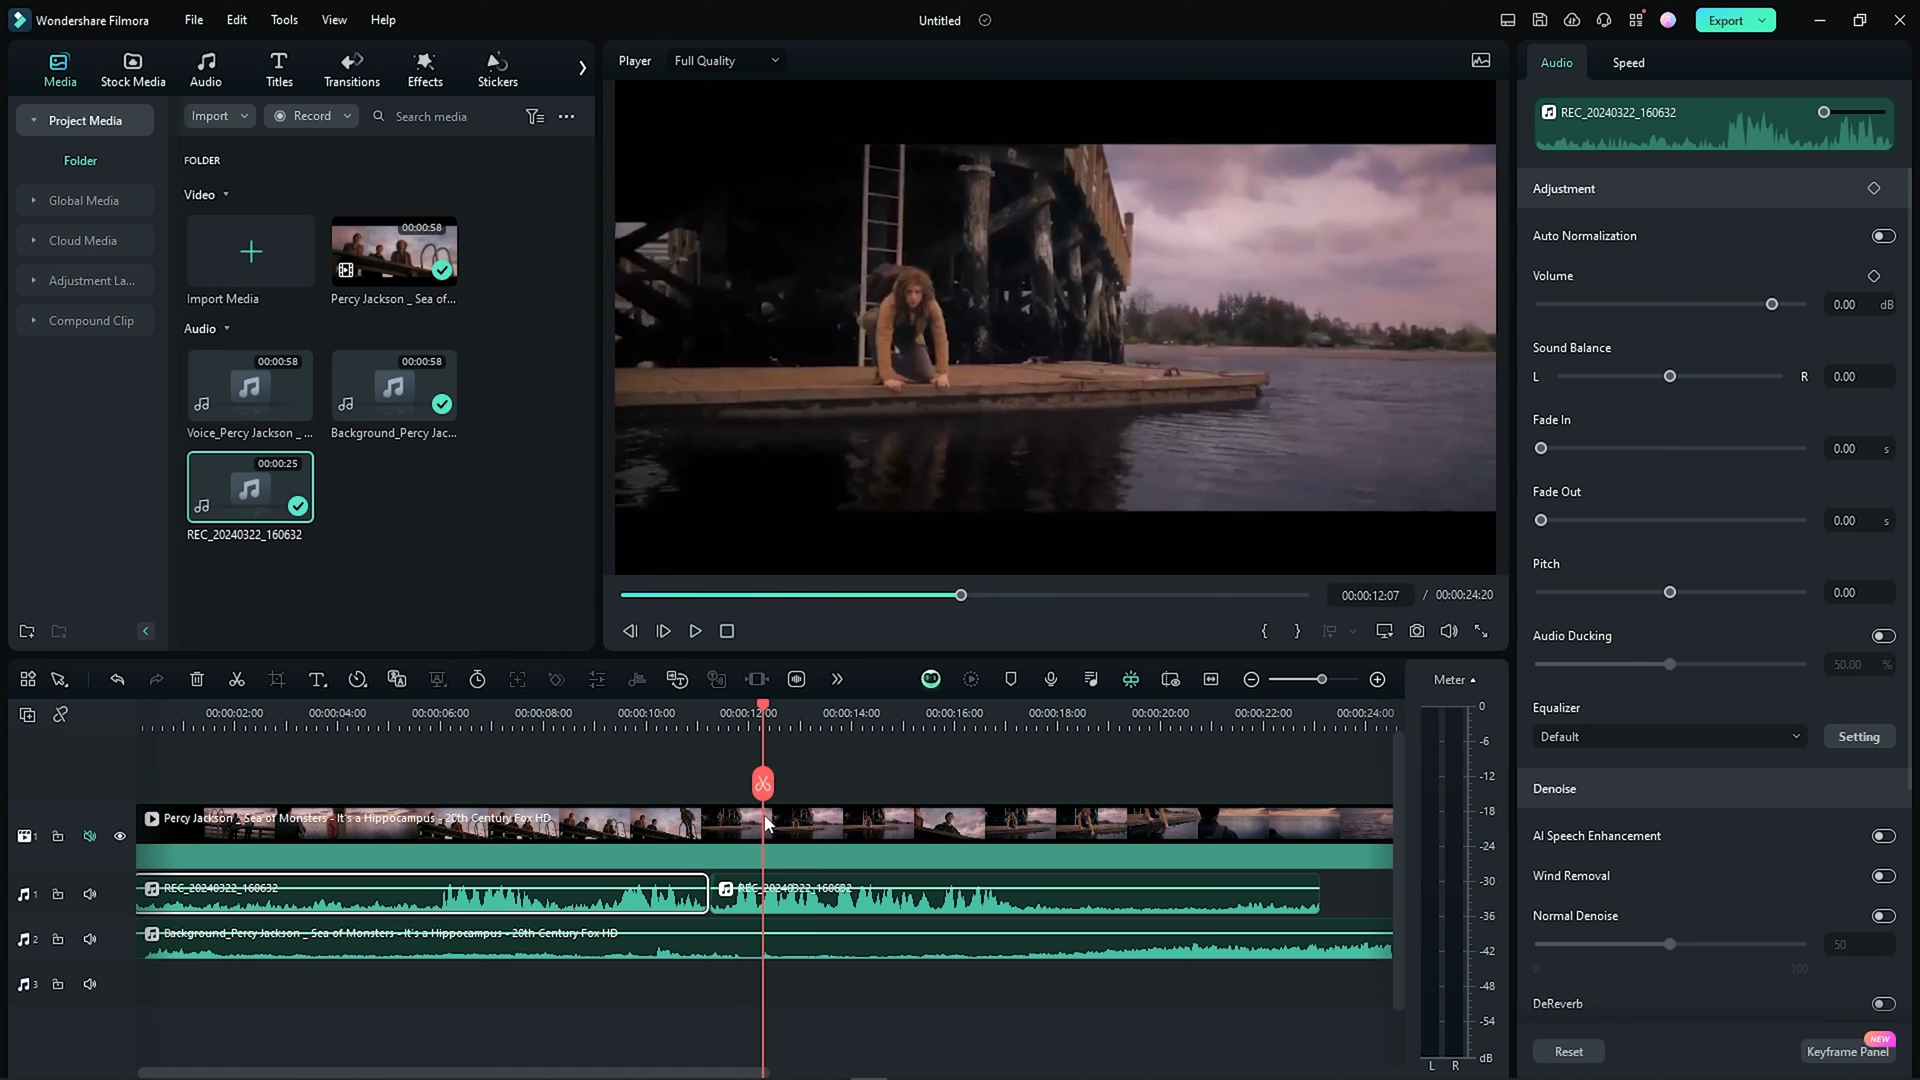 Wondershare Filmora
File Edit Tools View Help
Untitled
Export
Media
Stock Media
Audio
Titles
Transitions
Effects
Stickers
Project Media
Folder
Global Media
Cloud Media
Adjustment La...
Compound Clip
Import
Record
Search media
FOLDER
Video
00:00:58
Import Media
Percy Jackson _ Sea of...
Audio
00:00:58
00:00:58
Voice_Percy Jackson _ ...
Background_Percy Jac...
00:00:25
REC_20240322_160632
Player
Full Quality
00:00:12:07 / 00:00:24:20
Audio
Speed
REC_20240322_160632
Adjustment
Auto Normalization
Volume
0.00 dB
Sound Balance
L R 0.00
Fade In
0.00 s
Fade Out
0.00 s
Pitch
0.00
Audio Ducking
50.00 %
Equalizer
Default
Setting
Denoise
AI Speech Enhancement
Wind Removal
Normal Denoise
50
0 100
DeReverb
Reset
NEW
Keyframe Panel
Meter
00:00:02:00 00:00:04:00 00:00:06:00 00:00:08:00 00:00:10:00 00:00:12:00 00:00:14:00 00:00:16:00 00:00:18:00 00:00:20:00 00:00:22:00 00:00:24:00
1
Percy Jackson _ Sea of Monsters - It's a Hippocampus - 20th Century Fox HD
1
REC_20240322_160632
REC_20240322_160632
2
Background_Percy Jackson _ Sea of Monsters - It's a Hippocampus - 20th Century Fox HD
3
0
-6
-12
-18
-24
-30
-36
-42
-48
-54
dB
L R